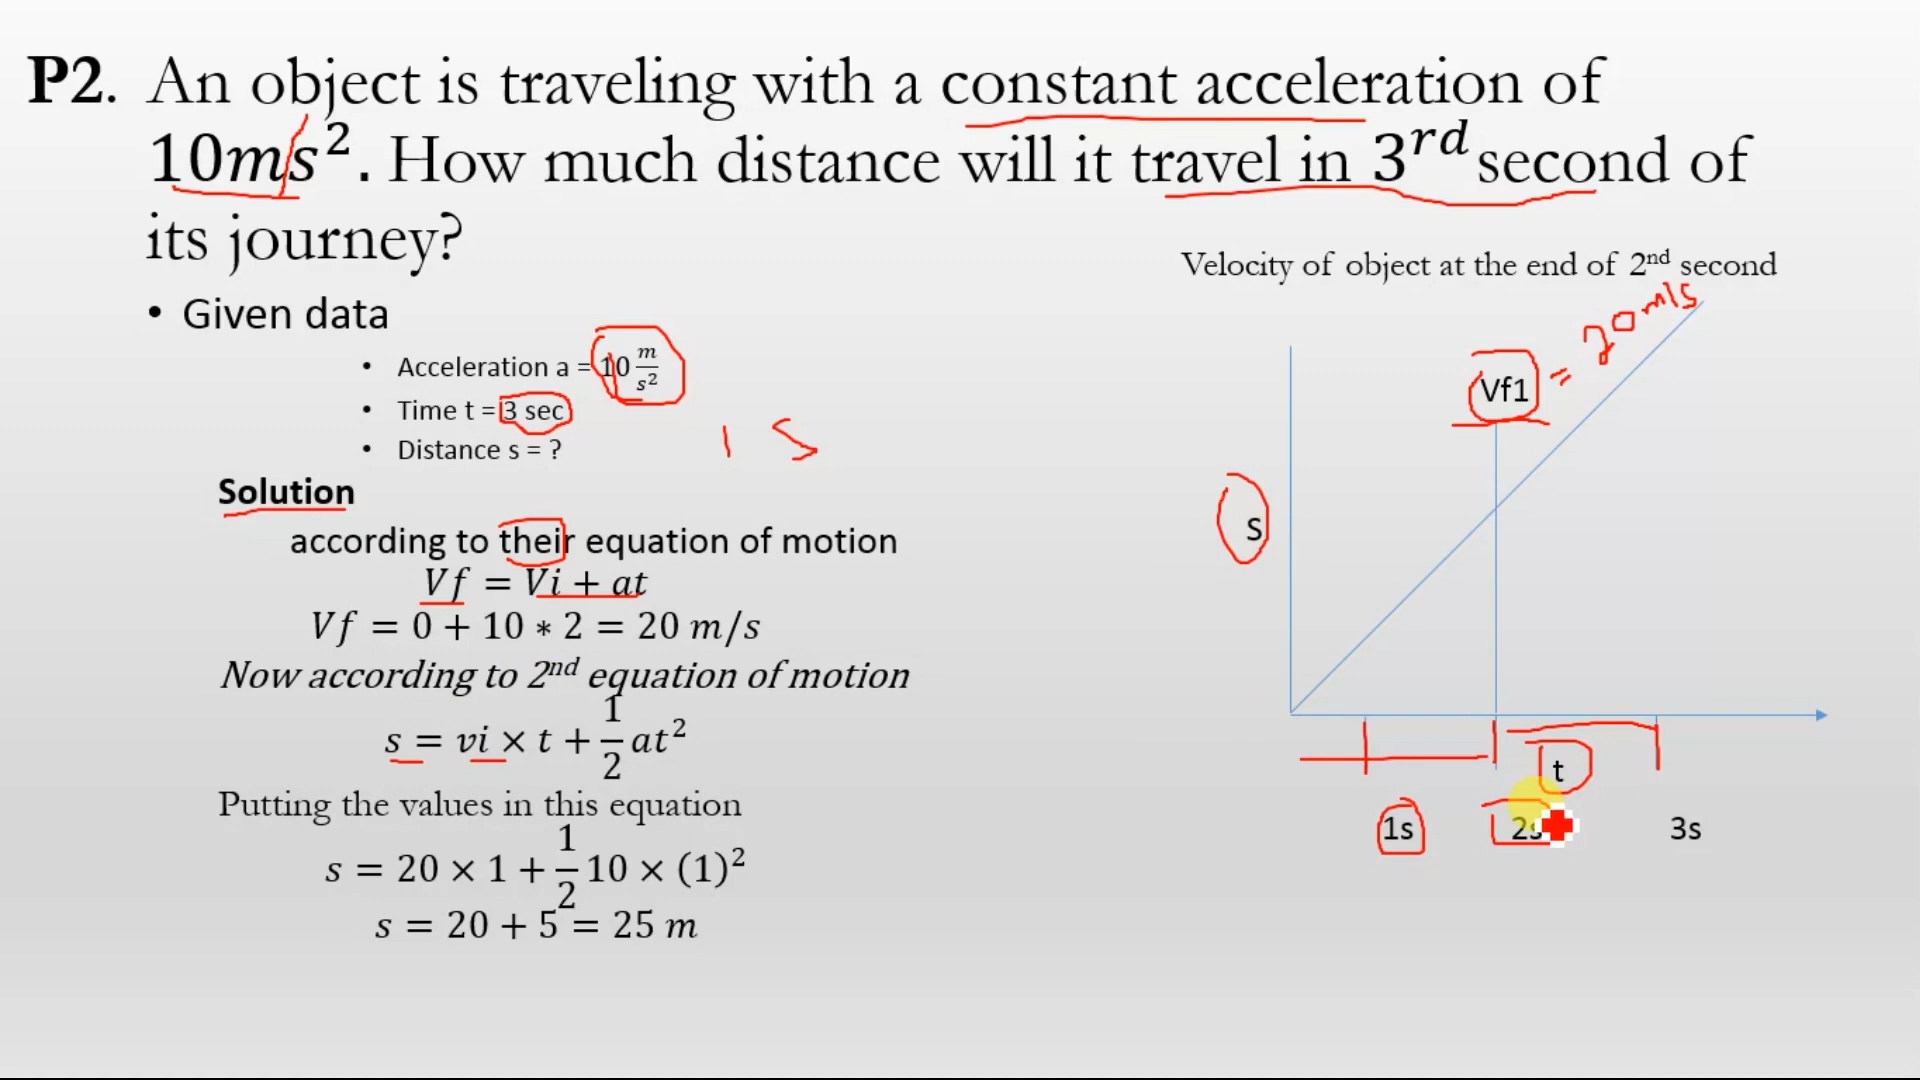 P2. An object is traveling with a constant acceleration of
10m/s². How much distance will it travel in 3ʳᵈ second of
its journey?
Velocity of object at the end of 2ⁿᵈ second
• Given data
• Acceleration a = 10 m/s²
• Time t = 3 sec
• Distance s = ?
1 S
Solution
according to their equation of motion
Vf = Vi + at
Vf = 0 + 10 ∗ 2 = 20 m/s
Now according to 2ⁿᵈ equation of motion
s = vi × t + 1/2 at²
Putting the values in this equation
s = 20 × 1 + 1/2 10 × (1)²
s = 20 + 5 = 25 m
Vf1 = 20 m/s
S
t
1s 2s 3s